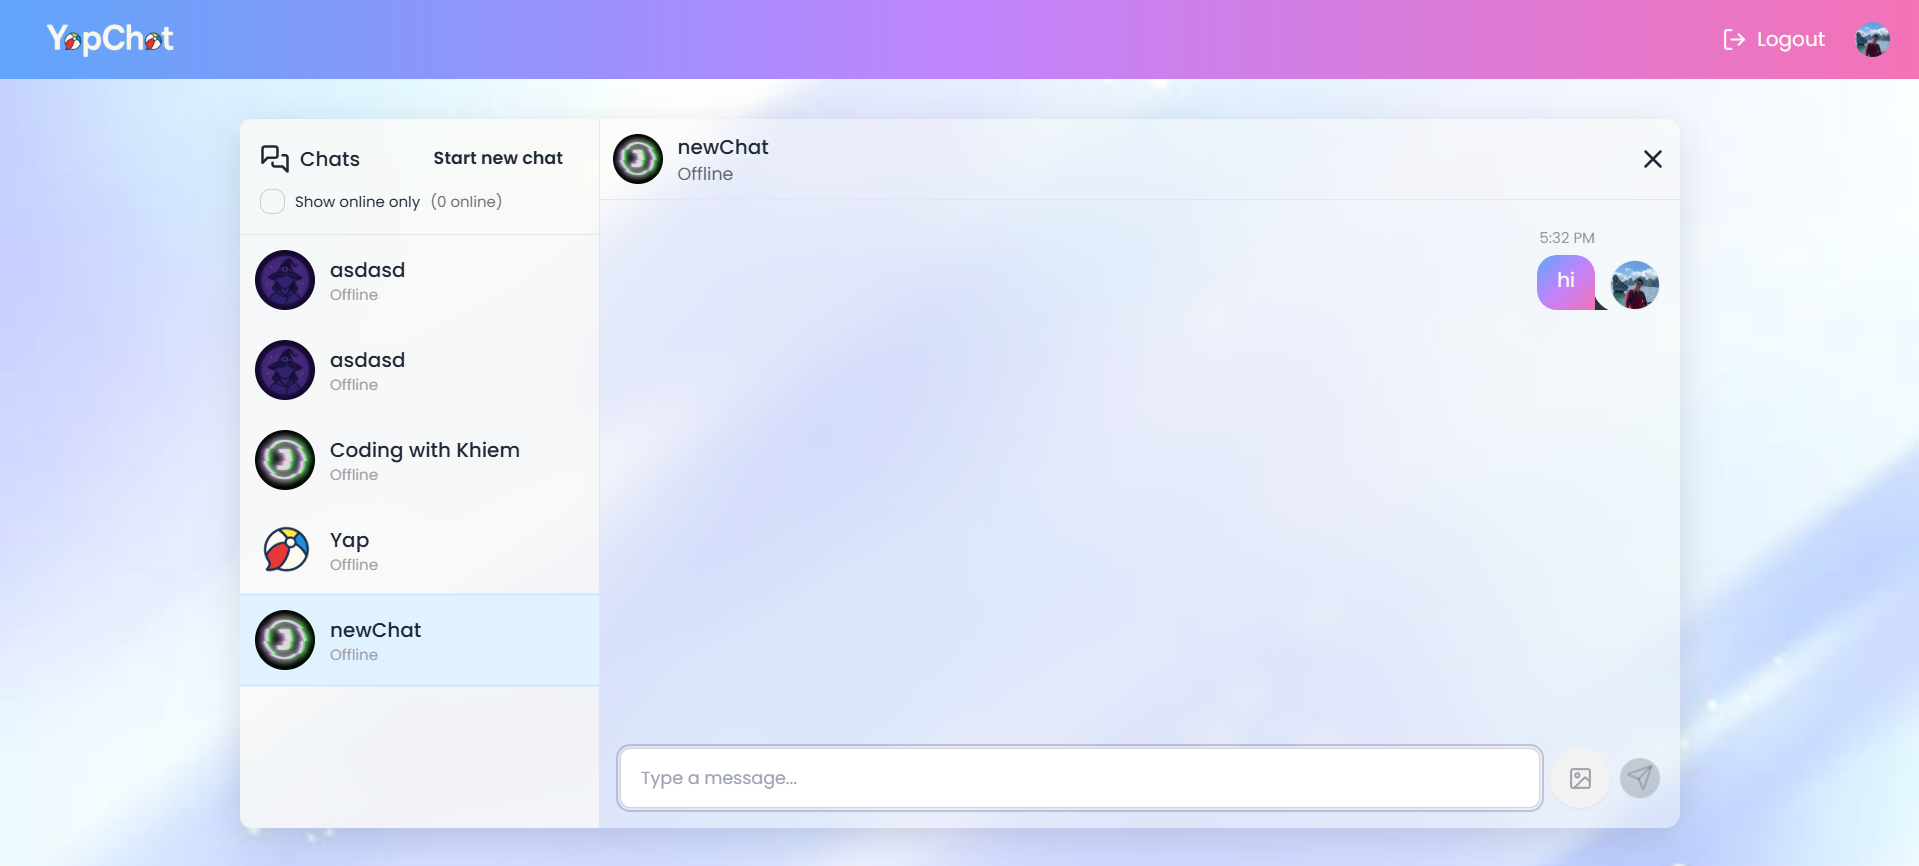 YapChat
Logout
Chats
Start new chat
Show online only (0 online)
asdasd
Offline
asdasd
Offline
Coding with Khiem
Offline
Yap
Offline
newChat
Offline
newChat
Offline
5:32 PM
hi
Type a message...